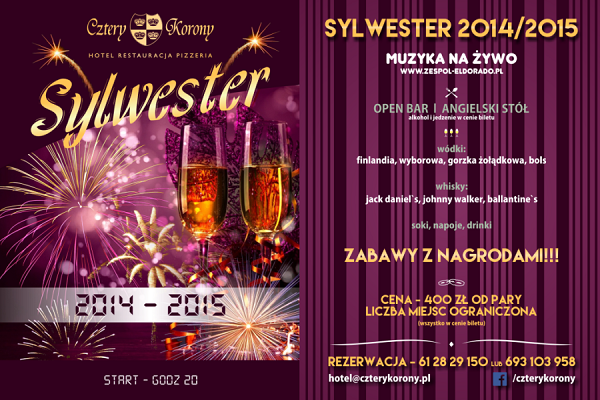 Cztery Korony
HOTEL RESTAURACJA PIZZERIA
Sylwester
2014 - 2015
START - GODZ 20
SYLWESTER 2014/2015
MUZYKA NA ŻYWO
WWW.ZESPOL-ELDORADO.PL
OPEN BAR | ANGIELSKI STÓŁ
alkohol i jedzenie w cenie biletu
wódki:
finlandia, wyborowa, gorzka żołądkowa, bols
whisky:
jack daniel`s, johnny walker, ballantine`s
soki, napoje, drinki
ZABAWY Z NAGRODAMI!!!
CENA - 400 ZŁ OD PARY
LICZBA MIEJSC OGRANICZONA
(wszystko w cenie biletu)
REZERWACJA - 61 28 29 150 LUB 693 103 958
hotel@czterykorony.pl f /czterykorony